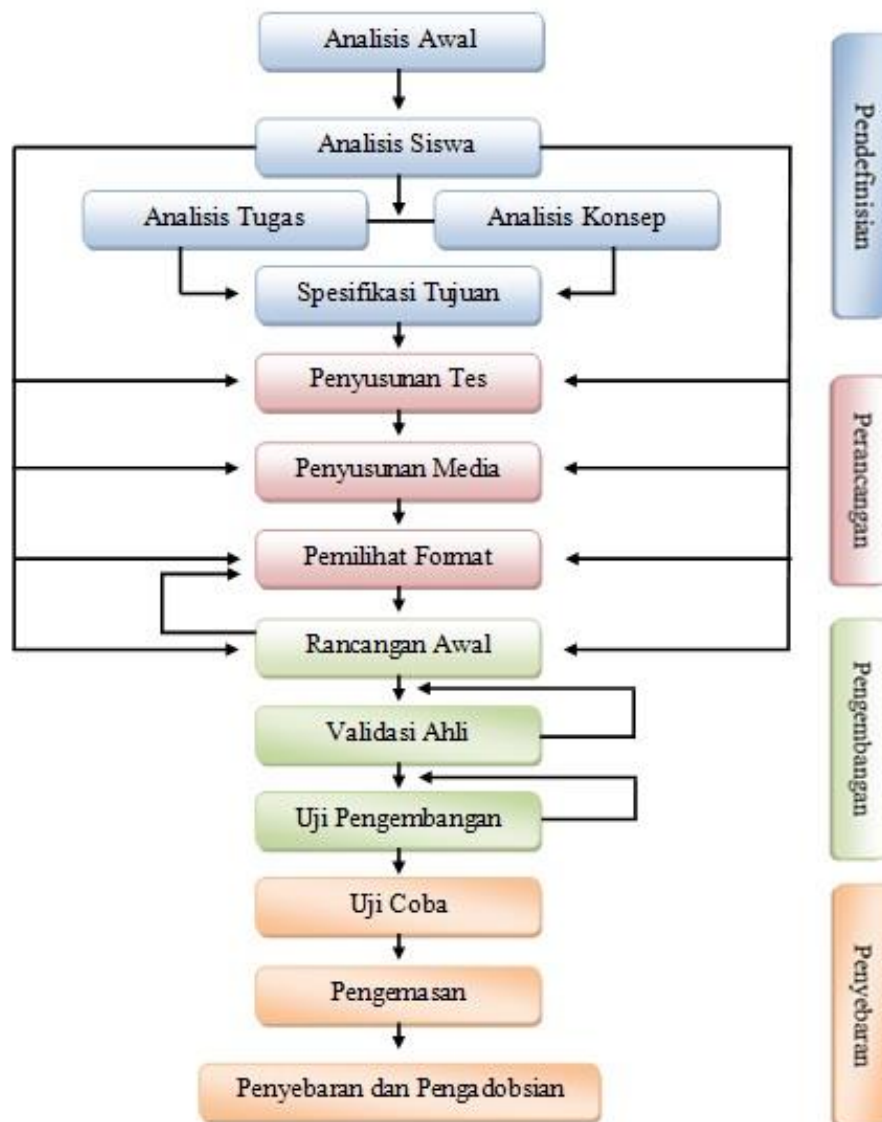 Analisis Awal
Analisis Siswa
Analisis Tugas
Analisis Konsep
Spesifikasi Tujuan
Penyusunan Tes
Penyusunan Media
Pemilihat Format
Rancangan Awal
Validasi Ahli
Uji Pengembangan
Uji Coba
Pengemasan
Penyebaran dan Pengadobsian
Pendefinisian
Perancangan
Pengembangan
Penyebaran